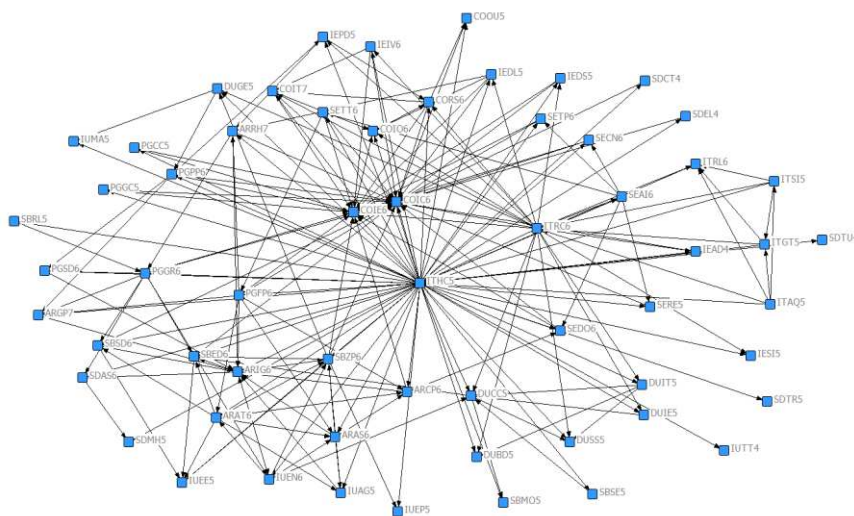 COOU5
IEPD5
IEIV6
IEDL5
IEDS5
SDCT4
DUGE5
COIT7
CORS6
SETT6
SETP6
SDEL4
ARRH7
COIO6
SECN6
IUMA5
PGCC5
PGPP6
ITRL6
ITSI5
PGGC5
SEAI6
COIC6
COIE6
SBRL5
ITRC6
SDTU4
ITGT5
IEAD4
PGSD6
PGGR6
ITHC5
PGFP6
ITAQ5
SERE5
ARGP7
SEDO6
SBSD6
SBED6
SBZP6
IESI5
ARIG6
SDAS6
DUIT5
ARCP6
DUCC5
SDTR5
ARAT6
DUIE5
ARAS6
SDMH5
DUSS5
IUTT4
DUBD5
IUEE5
IUEN6
IUAG5
SBSE5
SBMO5
IUEP5